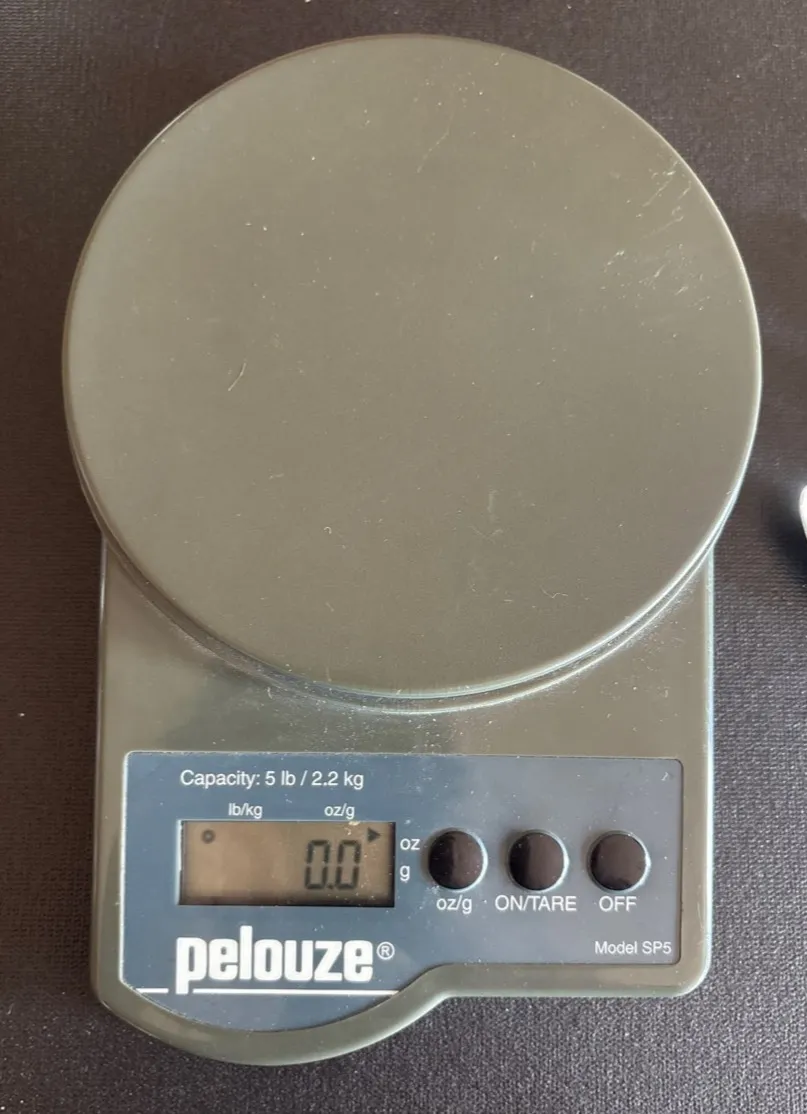 Capacity: 5 lb / 2.2 kg
lb/kg oz/g
0.0
oz
g
oz/g ON/TARE OFF
pelouze®
Model SP5